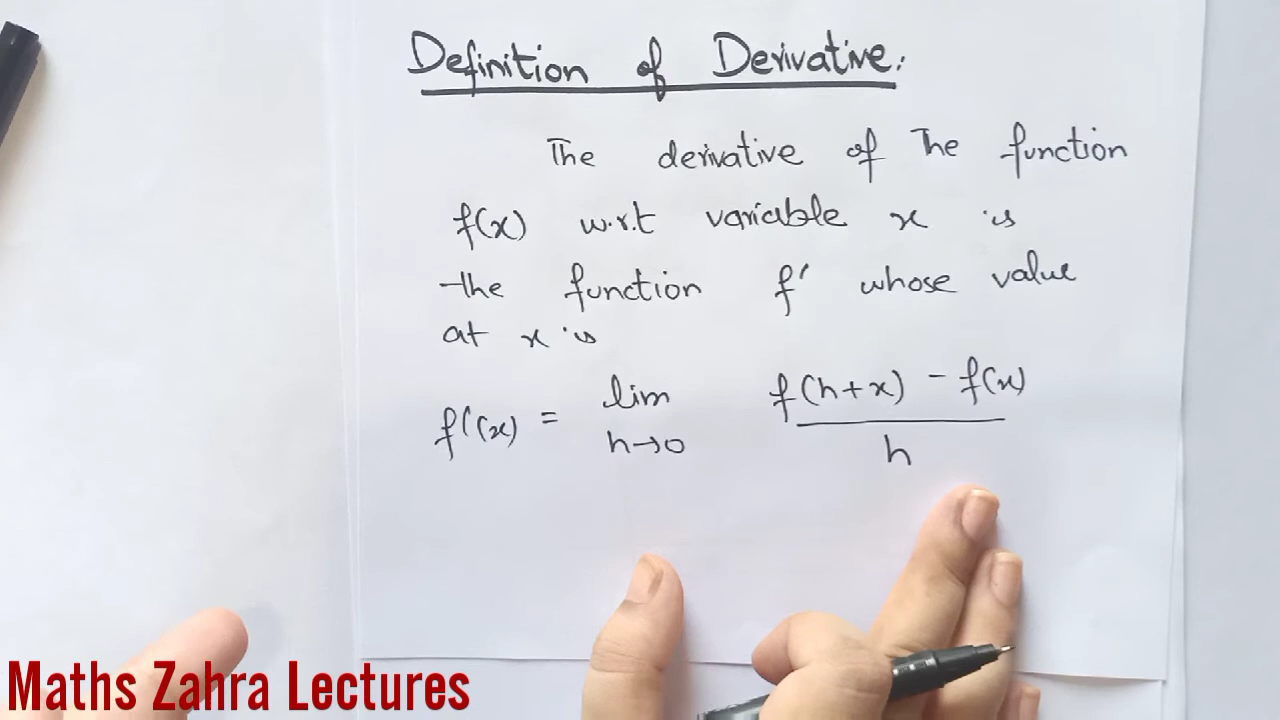 Definition of Derivative.
The derivative of The function
f(x) w.r.t variable x is
the function f' whose value
at x is
f'(x) = lim h→0 f(h+x) - f(x) / h
Maths Zahra Lectures